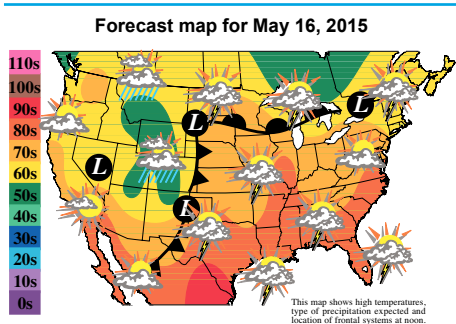 Forecast map for May 16, 2015
110s
100s
90s
80s
70s
60s
50s
40s
30s
20s
10s
0s
L
L
L
L
This map shows high temperatures,
type of precipitation expected and
location of frontal systems at noon.